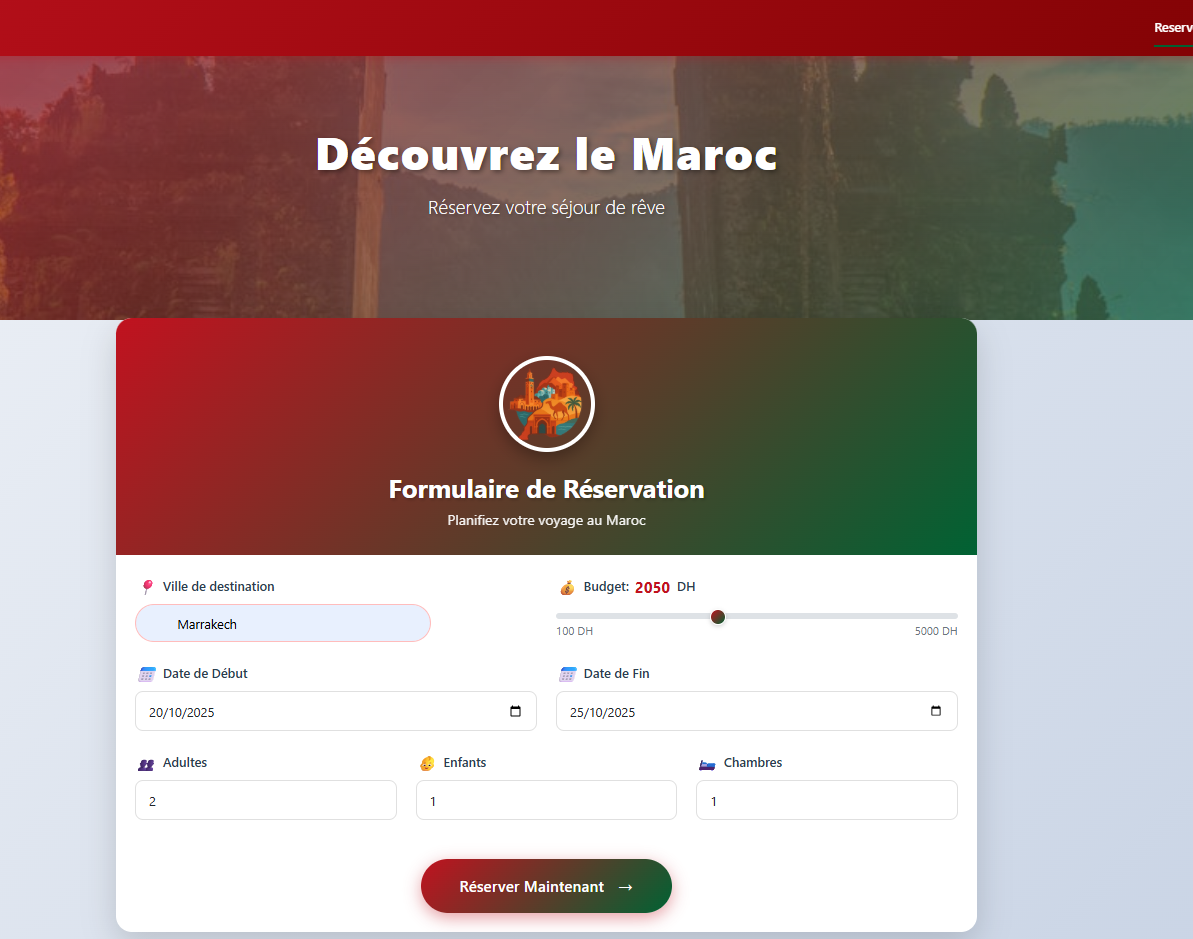 Découvrez le Maroc
Réservez votre séjour de rêve
Formulaire de Réservation
Planifiez votre voyage au Maroc
Ville de destination
Budget: 2050 DH
Marrakech
100 DH 5000 DH
Date de Début
Date de Fin
20/10/2025
25/10/2025
Adultes
Enfants
Chambres
2
1
1
Réserver Maintenant →